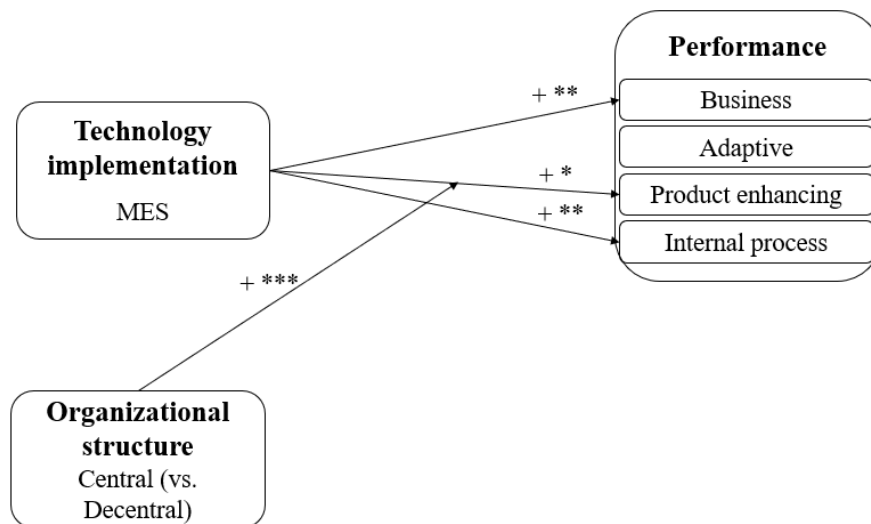 Performance
Business
Adaptive
Product enhancing
Internal process
+ **
+ *
+ **
Technology
implementation
MES
+ ***
Organizational
structure
Central (vs.
Decentral)